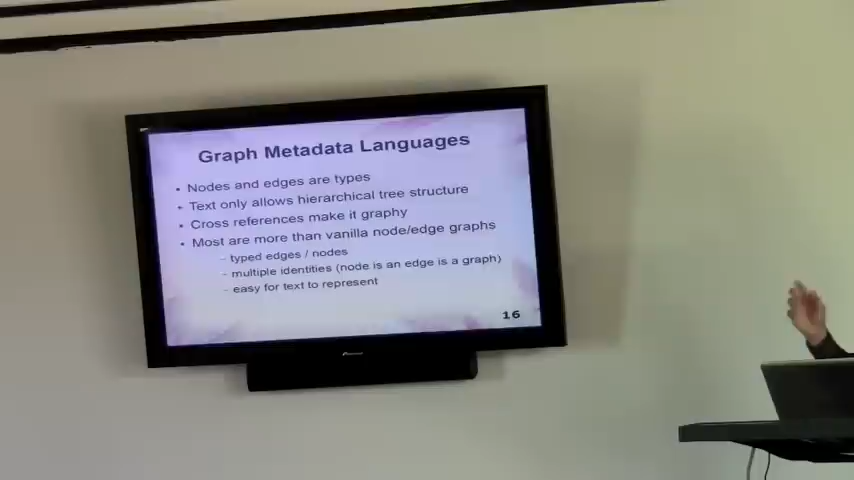 Graph Metadata Languages
• Nodes and edges are types
• Text only allows hierarchical tree structure
• Cross references make it graphy
• Most are more than vanilla node/edge graphs
– typed edges / nodes
– multiple identities (node is an edge is a graph)
– easy for text to represent
16